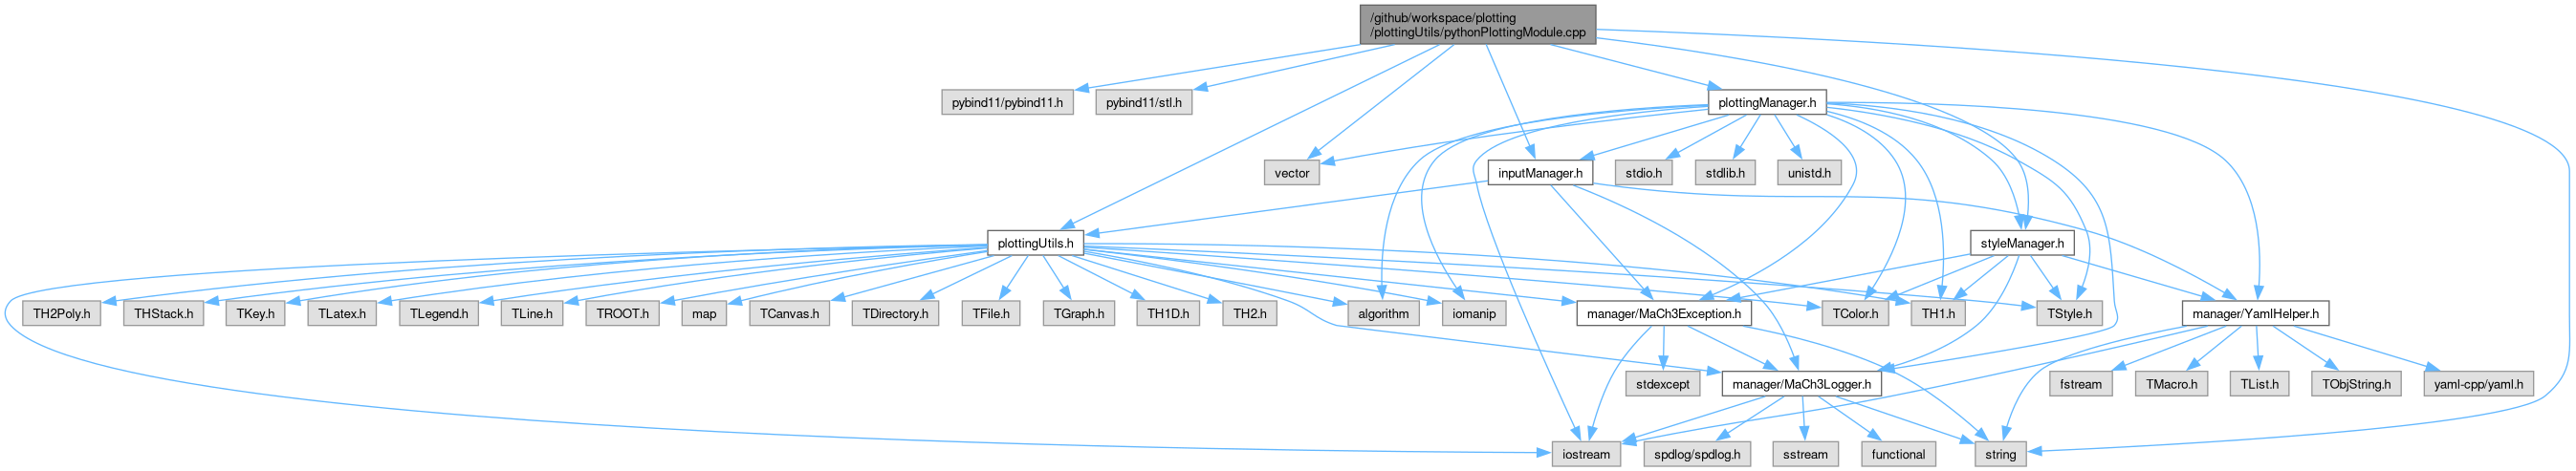 /github/workspace/plotting
/plottingUtils/pythonPlottingModule.cpp
pybind11/pybind11.h
pybind11/stl.h
plottingManager.h
vector
inputManager.h
stdio.h
stdlib.h
unistd.h
plottingUtils.h
styleManager.h
TH2Poly.h
THStack.h
TKey.h
TLatex.h
TLegend.h
TLine.h
TROOT.h
map
TCanvas.h
TDirectory.h
TFile.h
TGraph.h
TH1D.h
TH2.h
algorithm
iomanip
manager/MaCh3Exception.h
TColor.h
TH1.h
TStyle.h
manager/YamlHelper.h
stdexcept
manager/MaCh3Logger.h
fstream
TMacro.h
TList.h
TObjString.h
yaml-cpp/yaml.h
iostream
spdlog/spdlog.h
sstream
functional
string